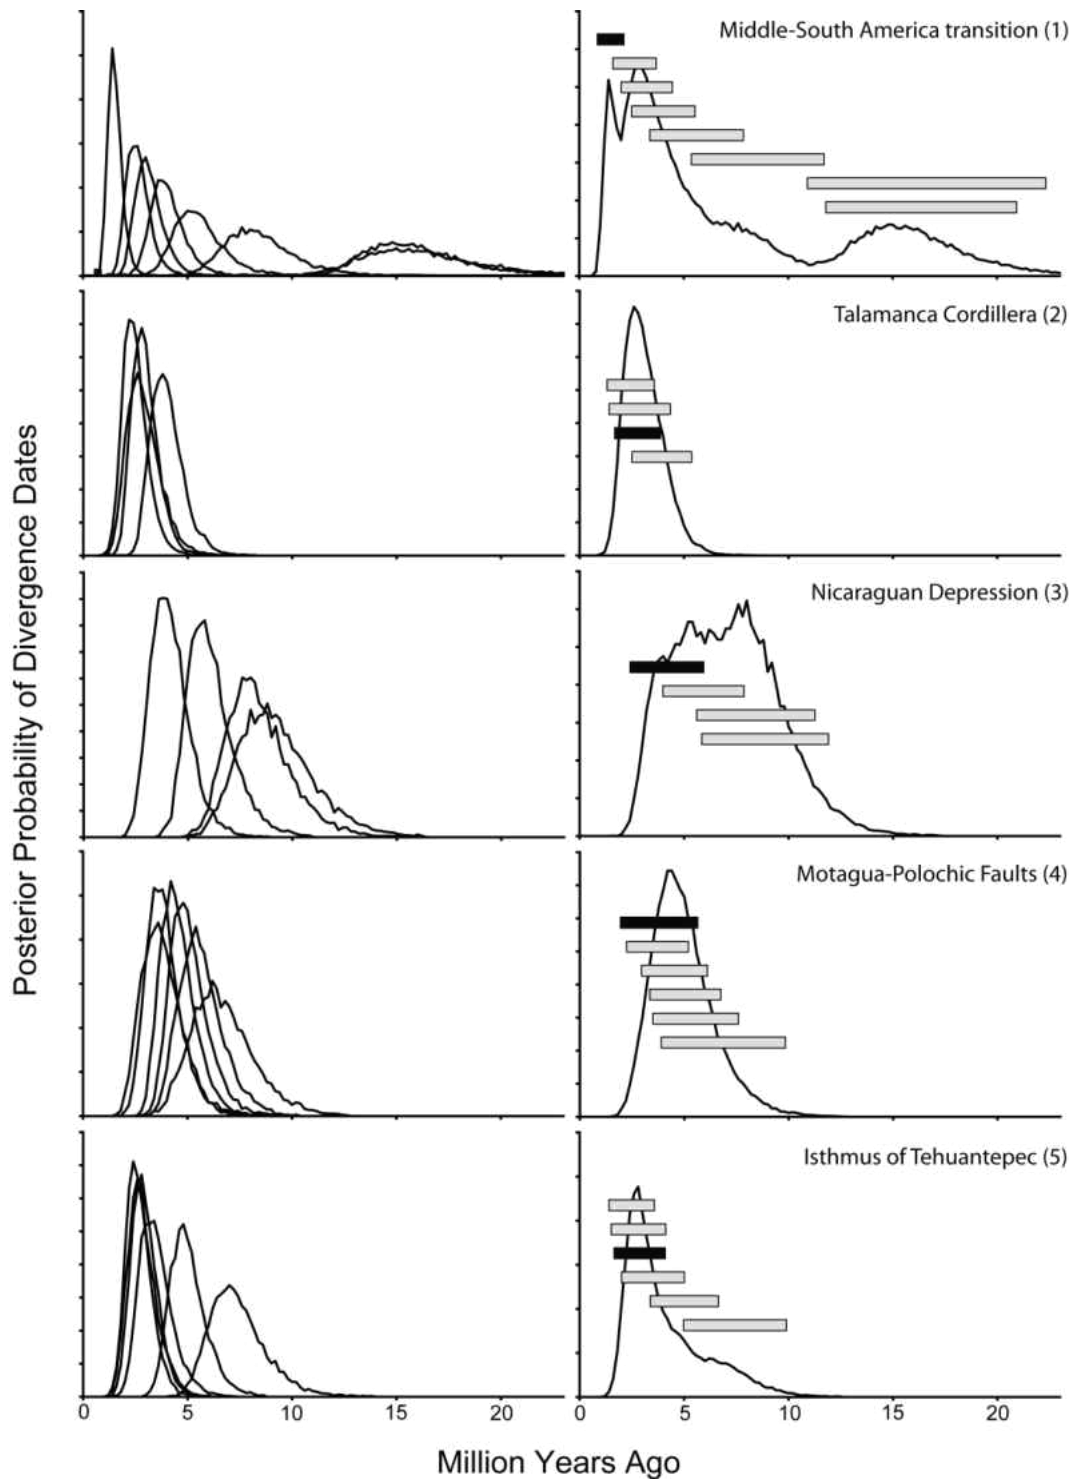 Middle-South America transition (1)
Talamanca Cordillera (2)
Nicaraguan Depression (3)
Motagua-Polochic Faults (4)
Isthmus of Tehuantepec (5)
Posterior Probability of Divergence Dates
0 5 10 15 20 0 5 10 15 20
Million Years Ago